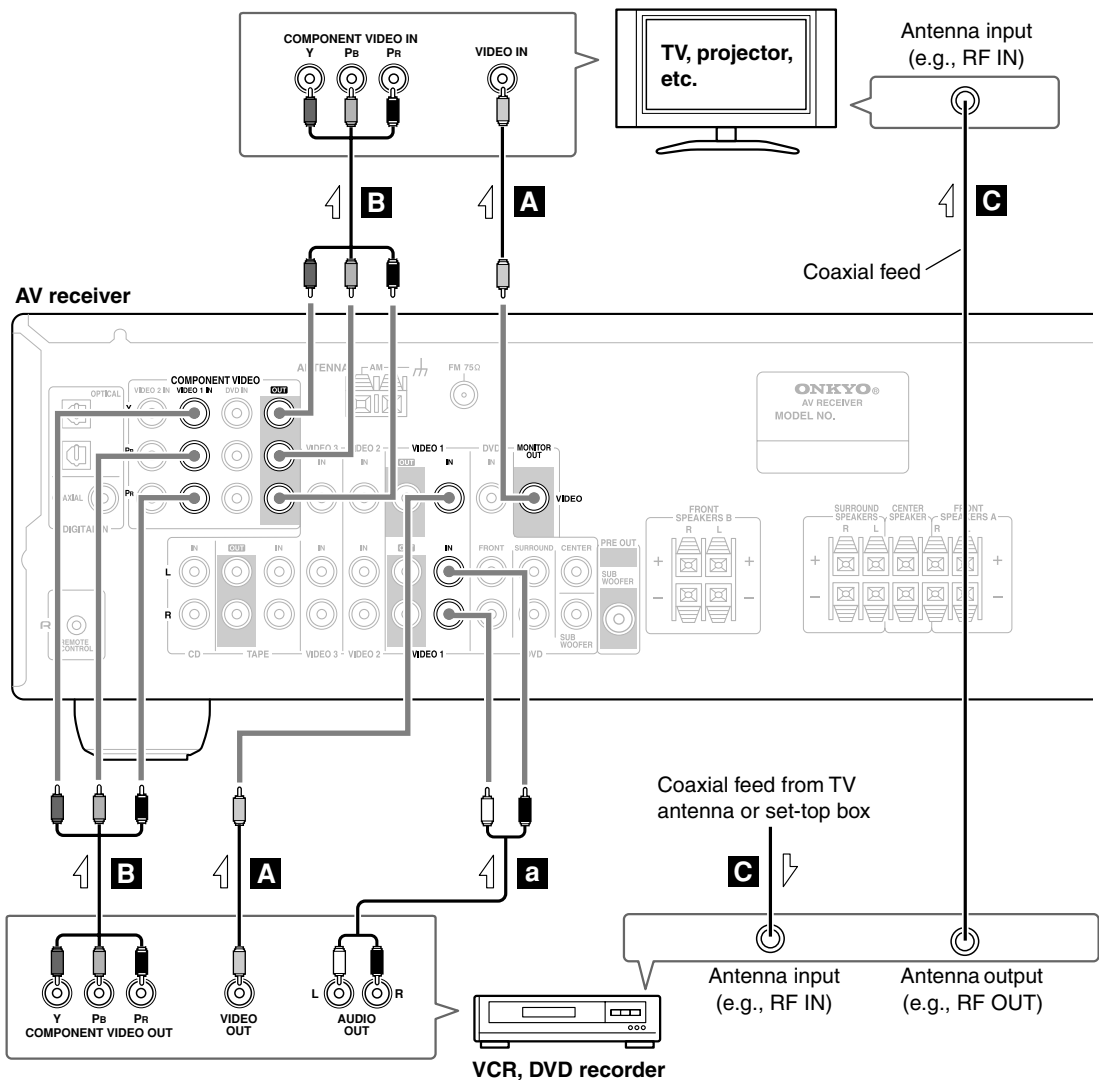 COMPONENT VIDEO IN
Y PB PR
VIDEO IN
TV, projector,
etc.
Antenna input
(e.g., RF IN)
B
A
C
Coaxial feed
AV receiver
ANTENNA
AM
FM 75Ω
COMPONENT VIDEO
OPTICAL
VIDEO 2 IN VIDEO 1 IN DVD IN OUT
Y
PB
PR
COAXIAL
DIGITAL IN
VIDEO 3 VIDEO 2 VIDEO 1 DVD MONITOR
OUT
IN IN OUT IN IN
VIDEO
ONKYO®
AV RECEIVER
MODEL NO.
FRONT
SPEAKERS B
R L
SURROUND
SPEAKERS
R L
CENTER
SPEAKER
FRONT
SPEAKERS A
R L
+ + + +
– – – –
IN OUT IN IN IN OUT IN FRONT SURROUND CENTER
PRE OUT
L
SUB
WOOFER
R
REMOTE
CONTROL
SUB
WOOFER
CD TAPE VIDEO 3 VIDEO 2 VIDEO 1 DVD
Coaxial feed from TV
antenna or set-top box
B
A
a
C
Y PB PR
COMPONENT VIDEO OUT
VIDEO
OUT
L R
AUDIO
OUT
Antenna input
(e.g., RF IN)
Antenna output
(e.g., RF OUT)
VCR, DVD recorder